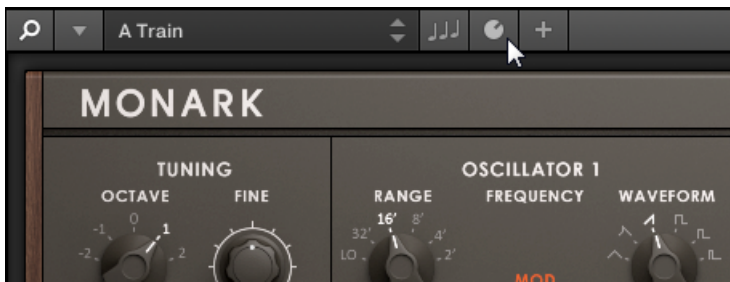 A Train
MONARK
TUNING
OSCILLATOR 1
OCTAVE FINE RANGE FREQUENCY WAVEFORM
-2 -1 0 1 2
LO 32' 16' 8' 4' 2'
MOD